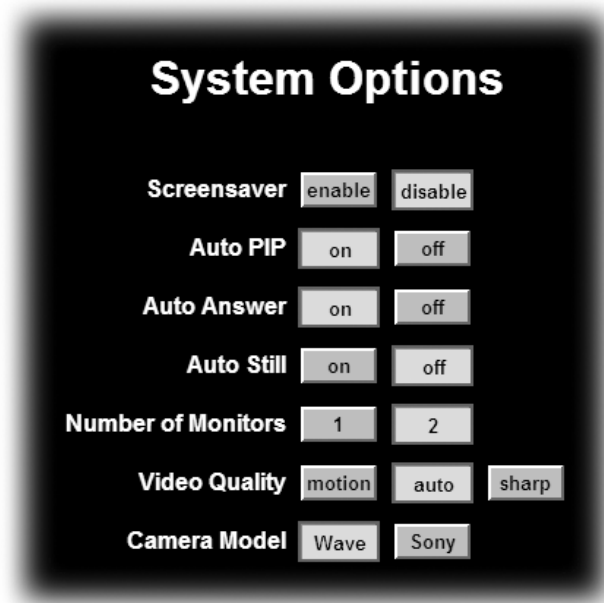 System Options
Screensaver enable disable
Auto PIP on off
Auto Answer on off
Auto Still on off
Number of Monitors 1 2
Video Quality motion auto sharp
Camera Model Wave Sony